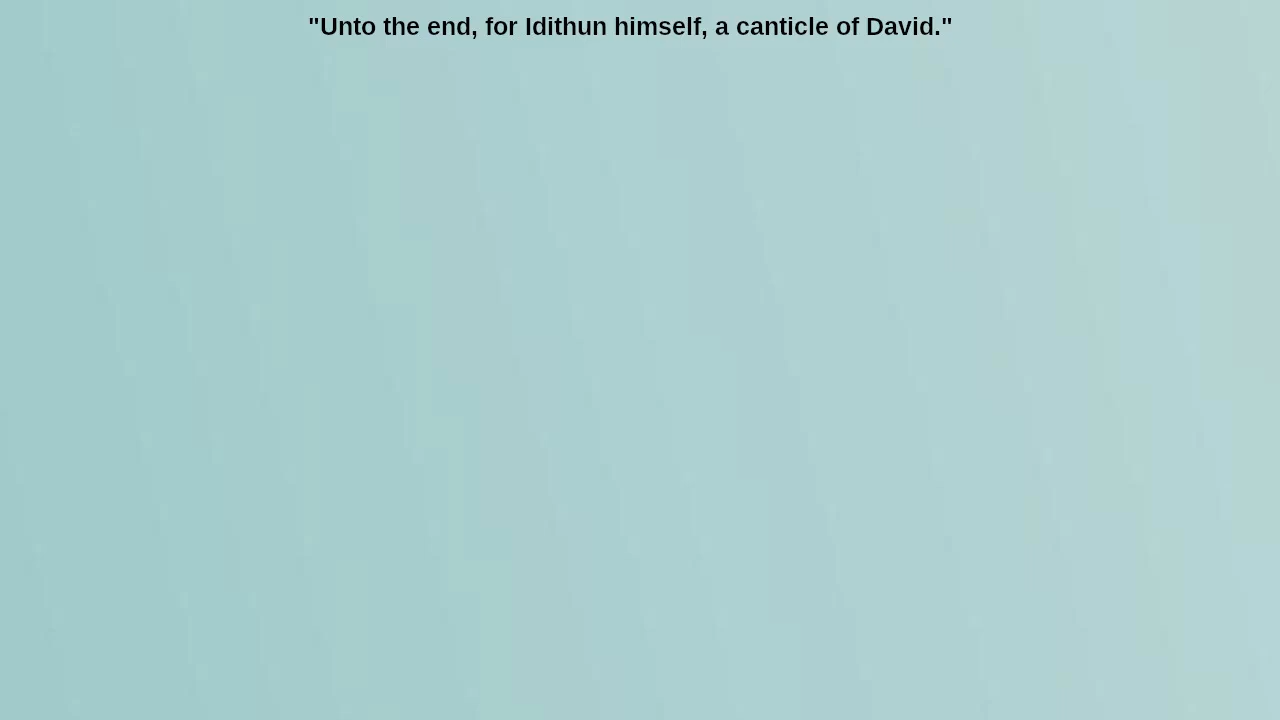 "Unto the end, for Idithun himself, a canticle of David."